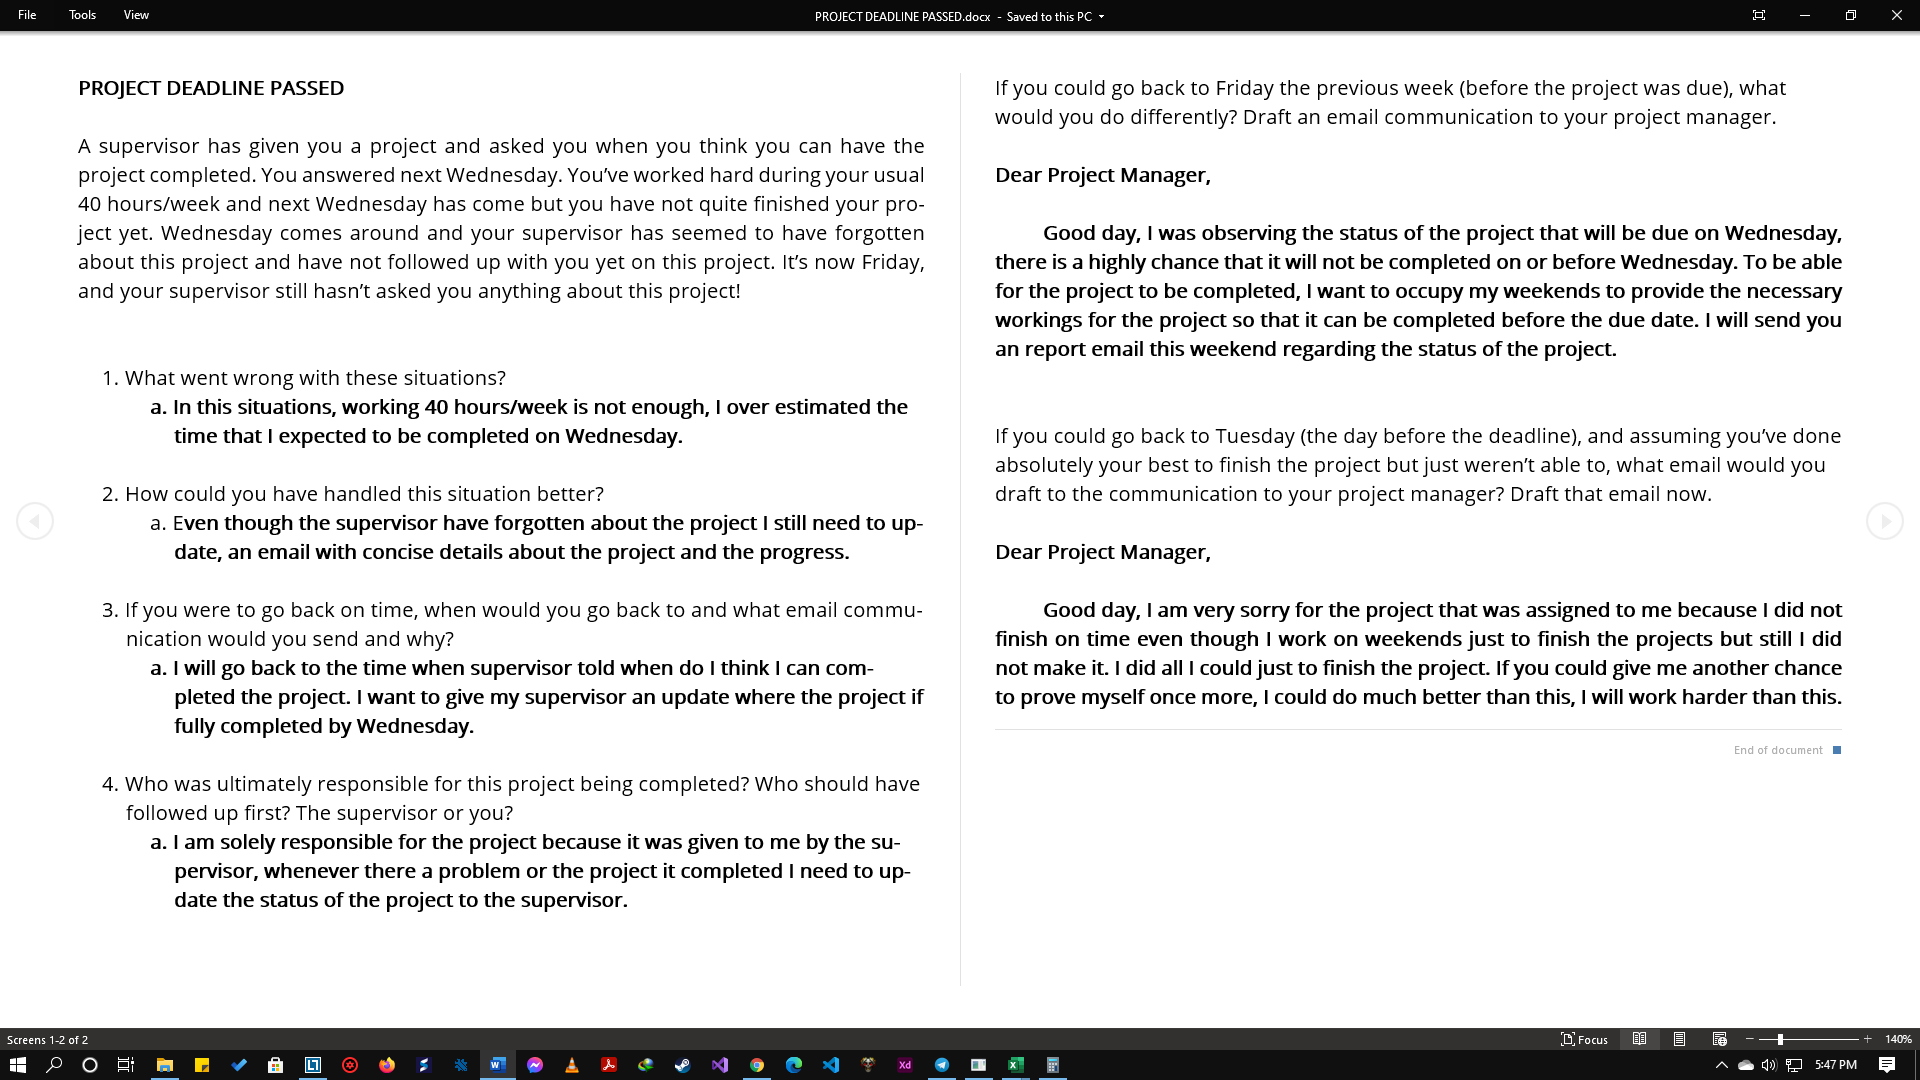 File Tools View
PROJECT DEADLINE PASSED.docx - Saved to this PC
PROJECT DEADLINE PASSED
A supervisor has given you a project and asked you when you think you can have the
project completed. You answered next Wednesday. You've worked hard during your usual
40 hours/week and next Wednesday has come but you have not quite finished your pro-
ject yet. Wednesday comes around and your supervisor has seemed to have forgotten
about this project and have not followed up with you yet on this project. It's now Friday,
and your supervisor still hasn't asked you anything about this project!
1. What went wrong with these situations?
a. In this situations, working 40 hours/week is not enough, I over estimated the
time that I expected to be completed on Wednesday.
2. How could you have handled this situation better?
a. Even though the supervisor have forgotten about the project I still need to up-
date, an email with concise details about the project and the progress.
3. If you were to go back on time, when would you go back to and what email commu-
nication would you send and why?
a. I will go back to the time when supervisor told when do I think I can com-
pleted the project. I want to give my supervisor an update where the project if
fully completed by Wednesday.
4. Who was ultimately responsible for this project being completed? Who should have
followed up first? The supervisor or you?
a. I am solely responsible for the project because it was given to me by the su-
pervisor, whenever there a problem or the project it completed I need to up-
date the status of the project to the supervisor.
If you could go back to Friday the previous week (before the project was due), what
would you do differently? Draft an email communication to your project manager.
Dear Project Manager,
Good day, I was observing the status of the project that will be due on Wednesday,
there is a highly chance that it will not be completed on or before Wednesday. To be able
for the project to be completed, I want to occupy my weekends to provide the necessary
workings for the project so that it can be completed before the due date. I will send you
an report email this weekend regarding the status of the project.
If you could go back to Tuesday (the day before the deadline), and assuming you've done
absolutely your best to finish the project but just weren't able to, what email would you
draft to the communication to your project manager? Draft that email now.
Dear Project Manager,
Good day, I am very sorry for the project that was assigned to me because I did not
finish on time even though I work on weekends just to finish the projects but still I did
not make it. I did all I could just to finish the project. If you could give me another chance
to prove myself once more, I could do much better than this, I will work harder than this.
End of document
Screens 1-2 of 2
Focus
140%
Xd
5:47 PM